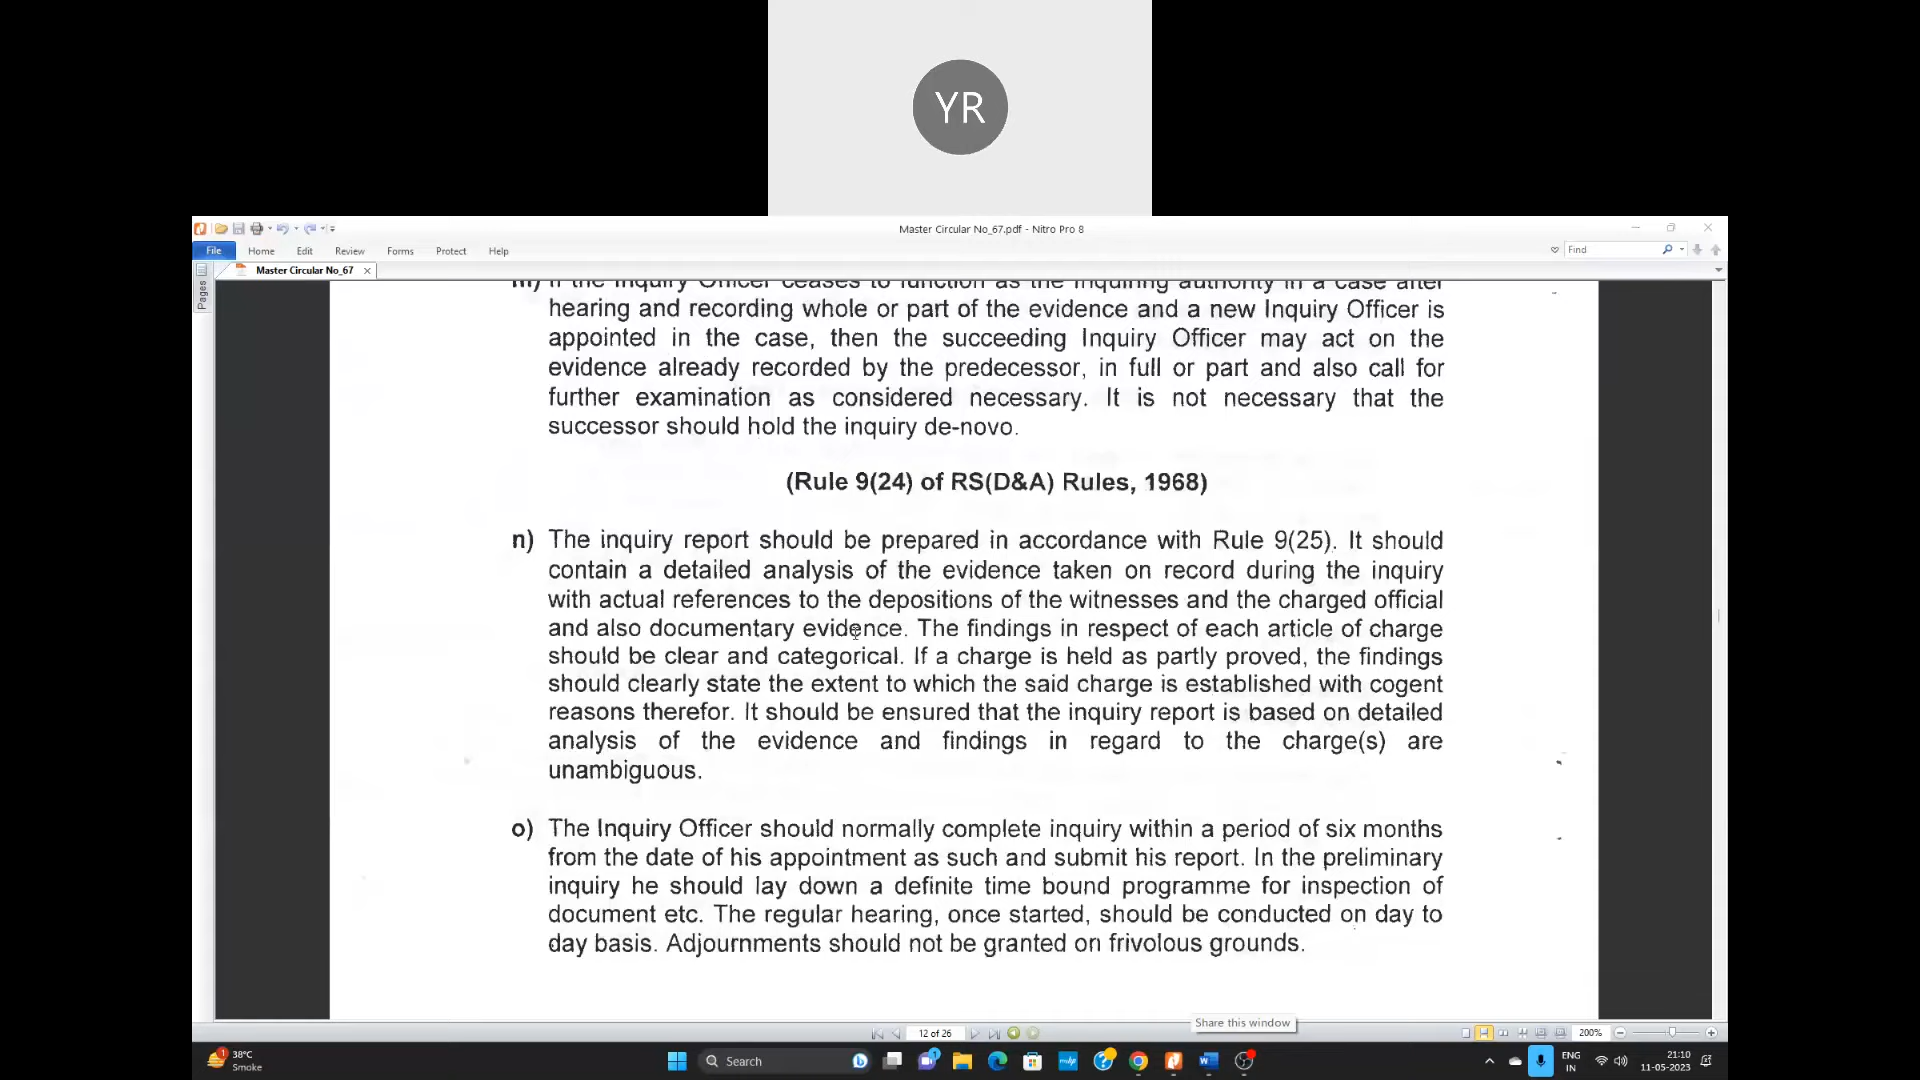 YR
Master Circular No_67.pdf - Nitro Pro 8
File Home Edit Review Forms Protect Help
Find
Master Circular No_67
Pages
m) If the Inquiry Officer ceases to function as the inquiring authority in a case after
hearing and recording whole or part of the evidence and a new Inquiry Officer is
appointed in the case, then the succeeding Inquiry Officer may act on the
evidence already recorded by the predecessor, in full or part and also call for
further examination as considered necessary. It is not necessary that the
successor should hold the inquiry de-novo.
(Rule 9(24) of RS(D&A) Rules, 1968)
n) The inquiry report should be prepared in accordance with Rule 9(25). It should
contain a detailed analysis of the evidence taken on record during the inquiry
with actual references to the depositions of the witnesses and the charged official
and also documentary evidence. The findings in respect of each article of charge
should be clear and categorical. If a charge is held as partly proved, the findings
should clearly state the extent to which the said charge is established with cogent
reasons therefor. It should be ensured that the inquiry report is based on detailed
analysis of the evidence and findings in regard to the charge(s) are
unambiguous.
o) The Inquiry Officer should normally complete inquiry within a period of six months
from the date of his appointment as such and submit his report. In the preliminary
inquiry he should lay down a definite time bound programme for inspection of
document etc. The regular hearing, once started, should be conducted on day to
day basis. Adjournments should not be granted on frivolous grounds.
Share this window
12 of 26
200%
38°C
Smoke
Search
ENG
IN
21:10
11-05-2023